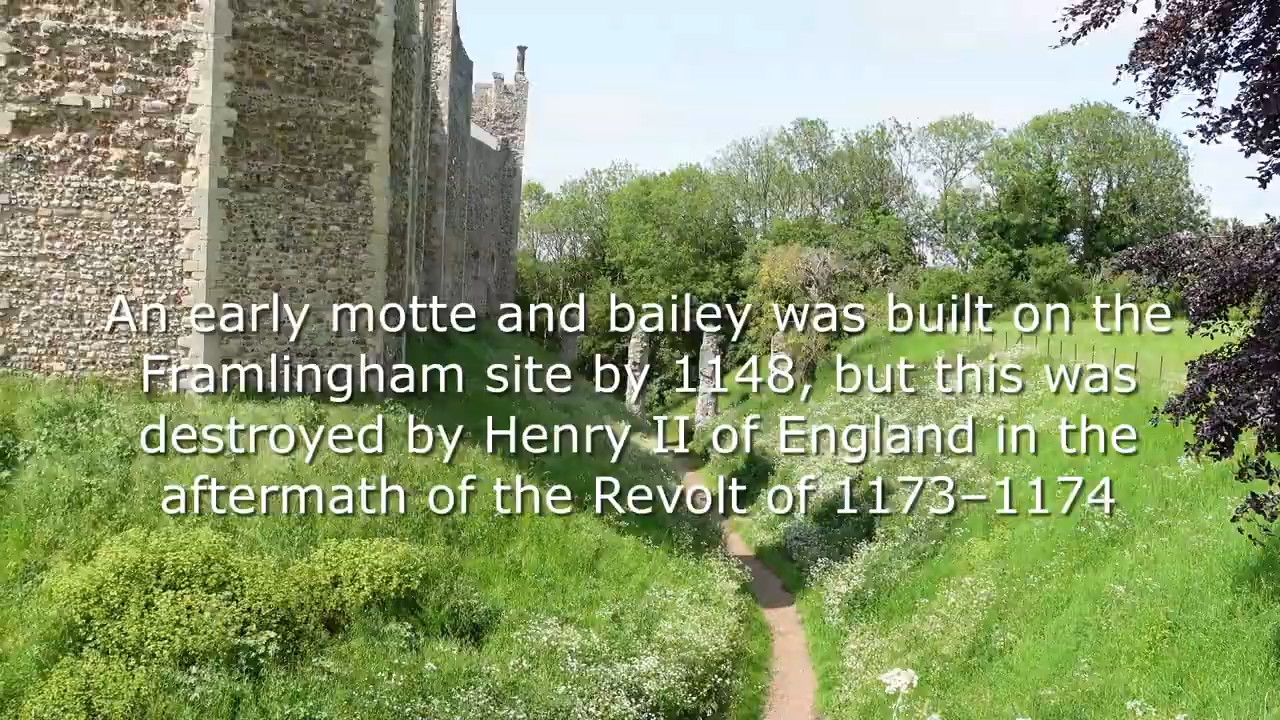 An early motte and bailey was built on the
Framlingham site by 1148, but this was
destroyed by Henry II of England in the
aftermath of the Revolt of 1173–1174